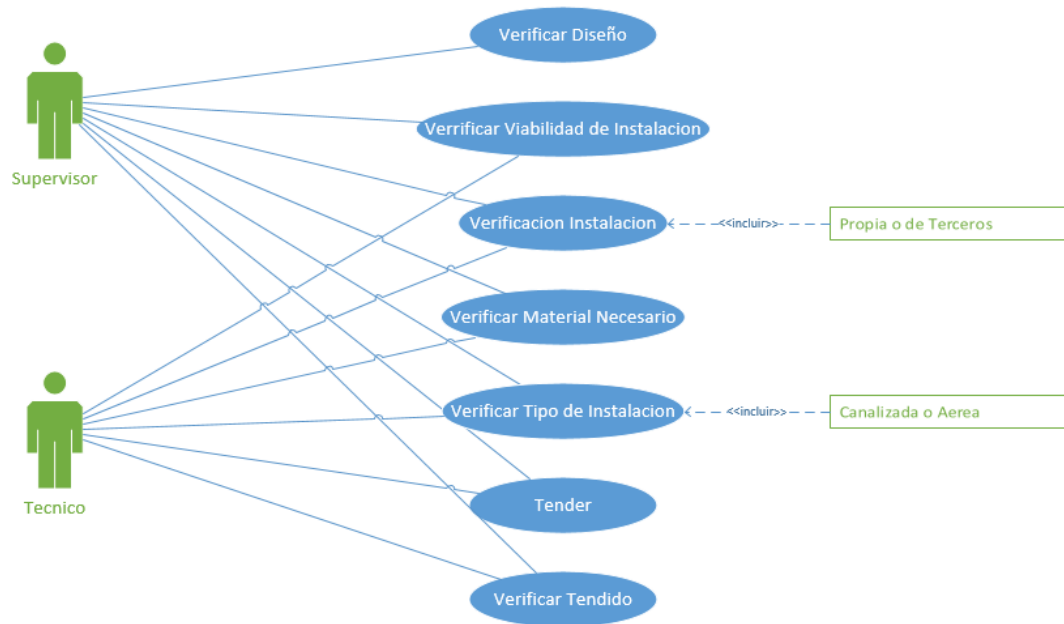 Verificar Diseño
Supervisor
Verrificar Viabilidad de Instalacion
Verificacion Instalacion
<<incluir>>
Propia o de Terceros
Verificar Material Necesario
Tecnico
Verificar Tipo de Instalacion
<<incluir>>
Canalizada o Aerea
Tender
Verificar Tendido